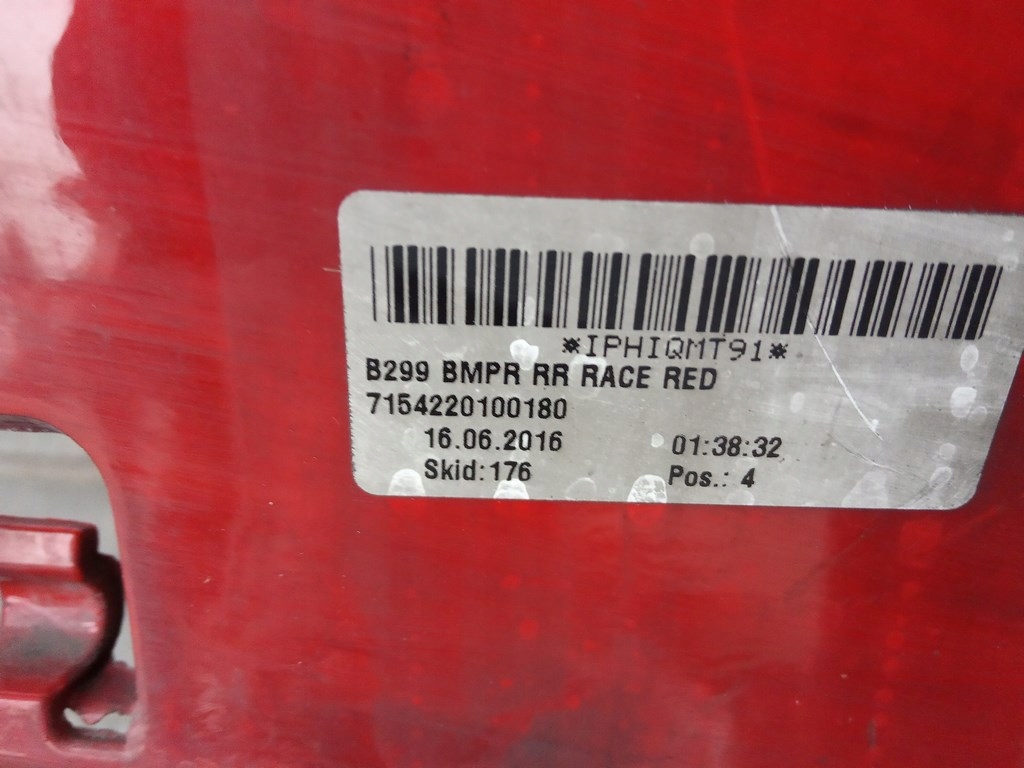 *IPHIQMT91*
B299 BMPR RR RACE RED
7154220100180
16.06.2016 01:38:32
Skid:176 Pos.: 4